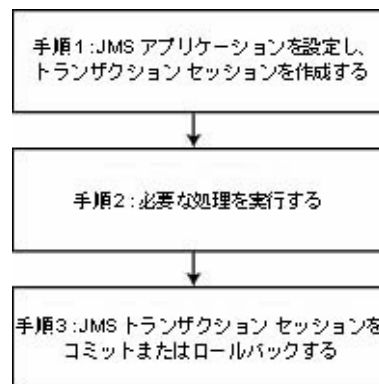 手順1:JMS アプリケーションを設定し、
トランザクション セッションを作成する
手順2:必要な処理を実行する
手順3:JMS トランザクション セッションを
コミットまたはロールバックする